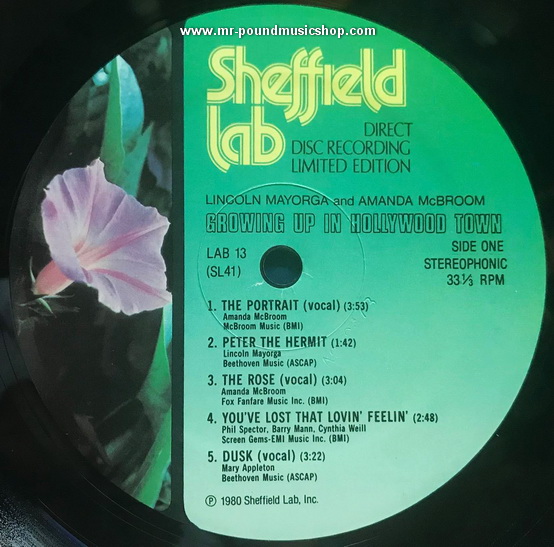 www.mr-poundmusicshop.com
Sheffield
lab
DIRECT
DISC RECORDING
LIMITED EDITION
LINCOLN MAYORGA and AMANDA McBROOM
GROWING UP IN HOLLYWOOD TOWN
LAB 13
(SL41)
SIDE ONE
STEREOPHONIC
33 1/3 RPM
1. THE PORTRAIT (vocal) (3:53)
Amanda McBroom
McBroom Music (BMI)
2. PETER THE HERMIT (1:42)
Lincoln Mayorga
Beethoven Music (ASCAP)
3. THE ROSE (vocal) (3:04)
Amanda McBroom
Fox Fanfare Music Inc. (BMI)
4. YOU'VE LOST THAT LOVIN' FEELIN' (2:48)
Phil Spector, Barry Mann, Cynthia Weill
Screen Gems-EMI Music Inc. (BMI)
5. DUSK (vocal) (3:22)
Mary Appleton
Beethoven Music (ASCAP)
℗ 1980 Sheffield Lab, Inc.